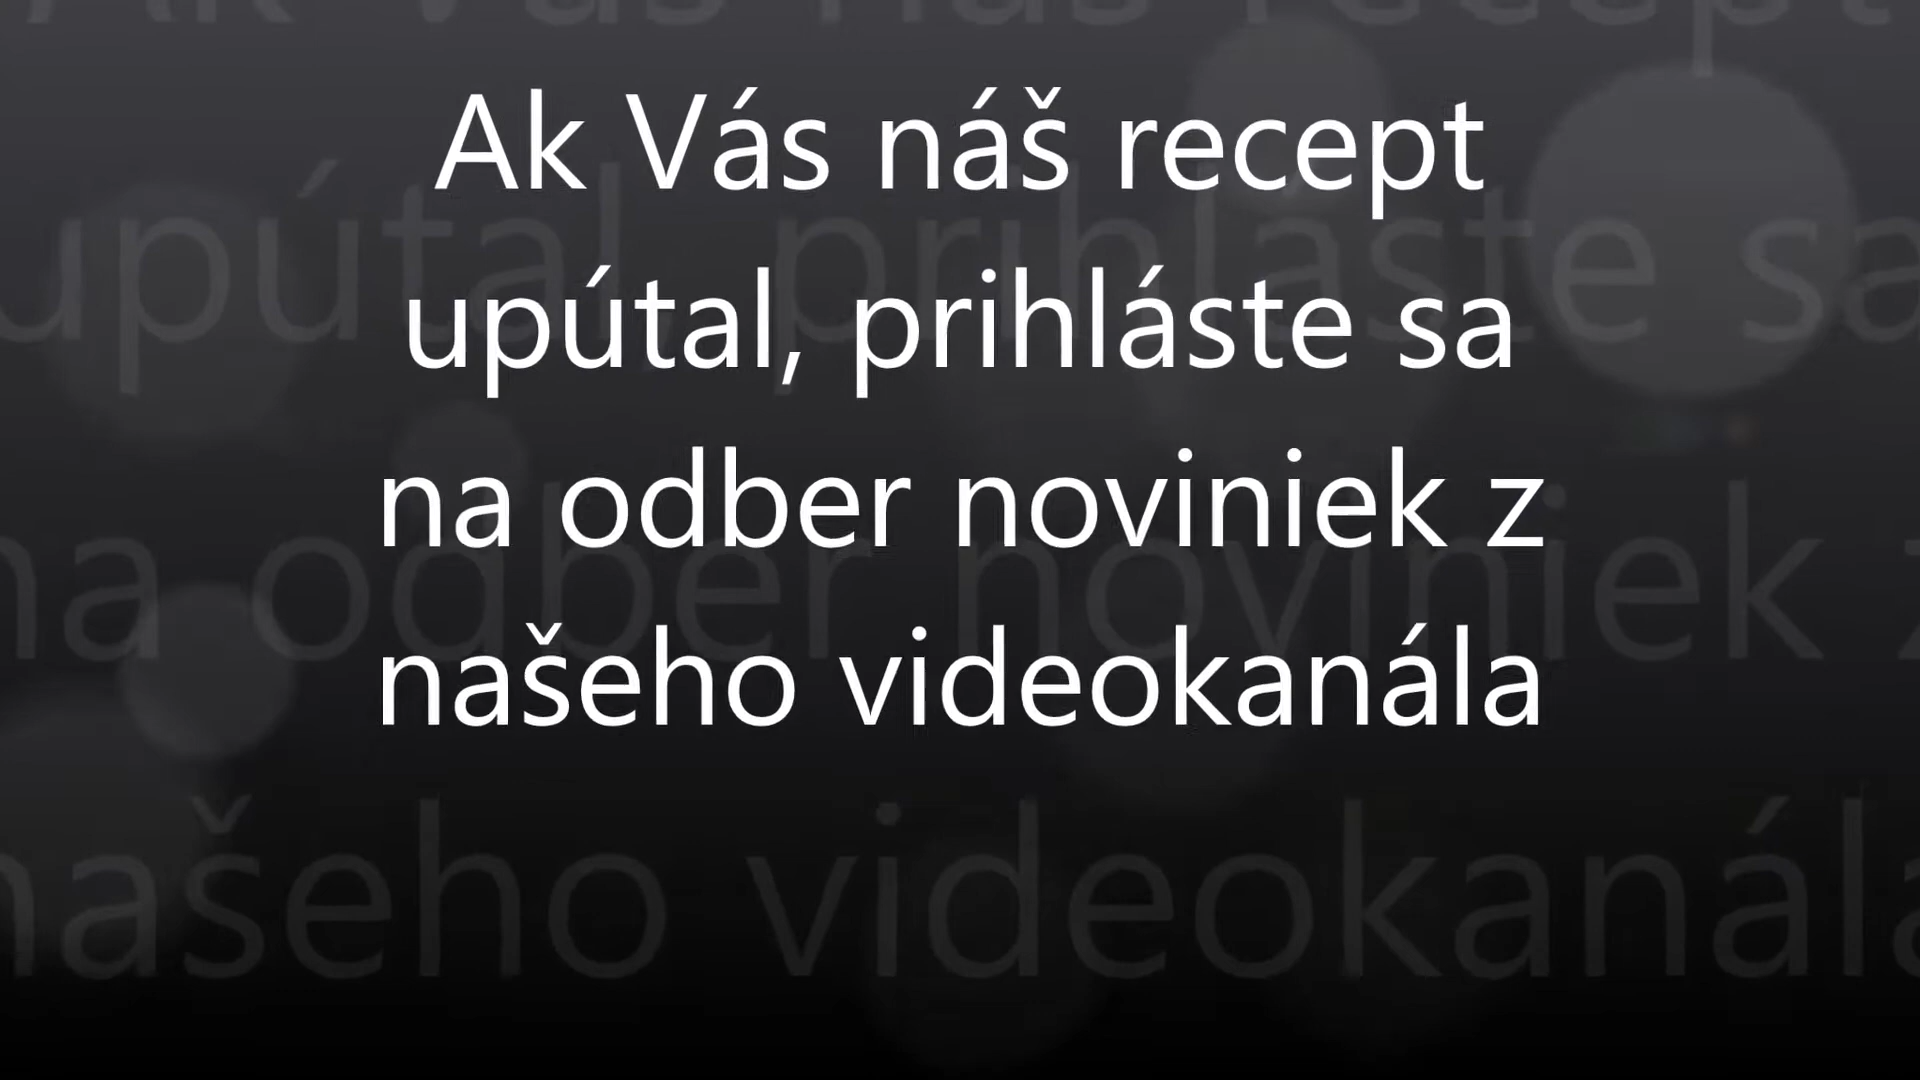 Ak Vás náš recept
upútal, prihláste sa
na odber noviniek z
našeho videokanála